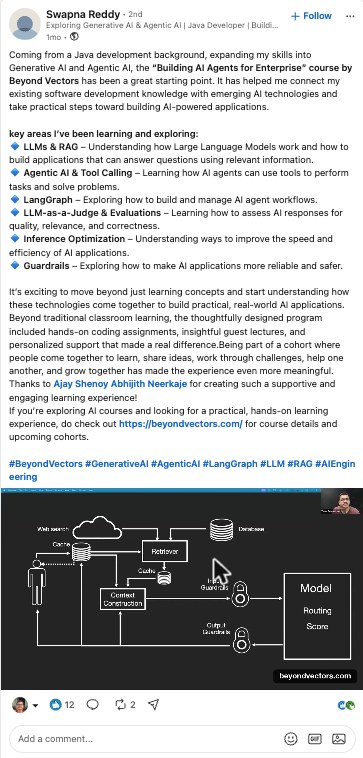 Swapna Reddy · 2nd
+ Follow
Exploring Generative AI & Agentic AI | Java Developer | Buildi...
1mo ·
Coming from a Java development background, expanding my skills into
Generative AI and Agentic AI, the "Building AI Agents for Enterprise" course by
Beyond Vectors has been a great starting point. It has helped me connect my
existing software development knowledge with emerging AI technologies and
take practical steps toward building AI-powered applications.
key areas I've been learning and exploring:
LLMs & RAG – Understanding how Large Language Models work and how to
build applications that can answer questions using relevant information.
Agentic AI & Tool Calling – Learning how AI agents can use tools to perform
tasks and solve problems.
LangGraph – Exploring how to build and manage AI agent workflows.
LLM-as-a-Judge & Evaluations – Learning how to assess AI responses for
quality, relevance, and correctness.
Inference Optimization – Understanding ways to improve the speed and
efficiency of AI applications.
Guardrails – Exploring how to make AI applications more reliable and safer.
It's exciting to move beyond just learning concepts and start understanding how
these technologies come together to build practical, real-world AI applications.
Beyond traditional classroom learning, the thoughtfully designed program
included hands-on coding assignments, insightful guest lectures, and
personalized support that made a real difference.Being part of a cohort where
people come together to learn, share ideas, work through challenges, help one
another, and grow together has made the experience even more meaningful.
Thanks to Ajay Shenoy Abhijith Neerkaje for creating such a supportive and
engaging learning experience!
If you're exploring AI courses and looking for a practical, hands-on learning
experience, do check out https://beyondvectors.com/ for course details and
upcoming cohorts.
#BeyondVectors #GenerativeAI #AgenticAI #LangGraph #LLM #RAG #AIEngin
eering
Web search
Database
Cache
Retriever
Cache
Context
Construction
Guardrails
Output
Guardrails
Model
Routing
Score
beyondvectors.com
12
2
Add a comment...
GIF